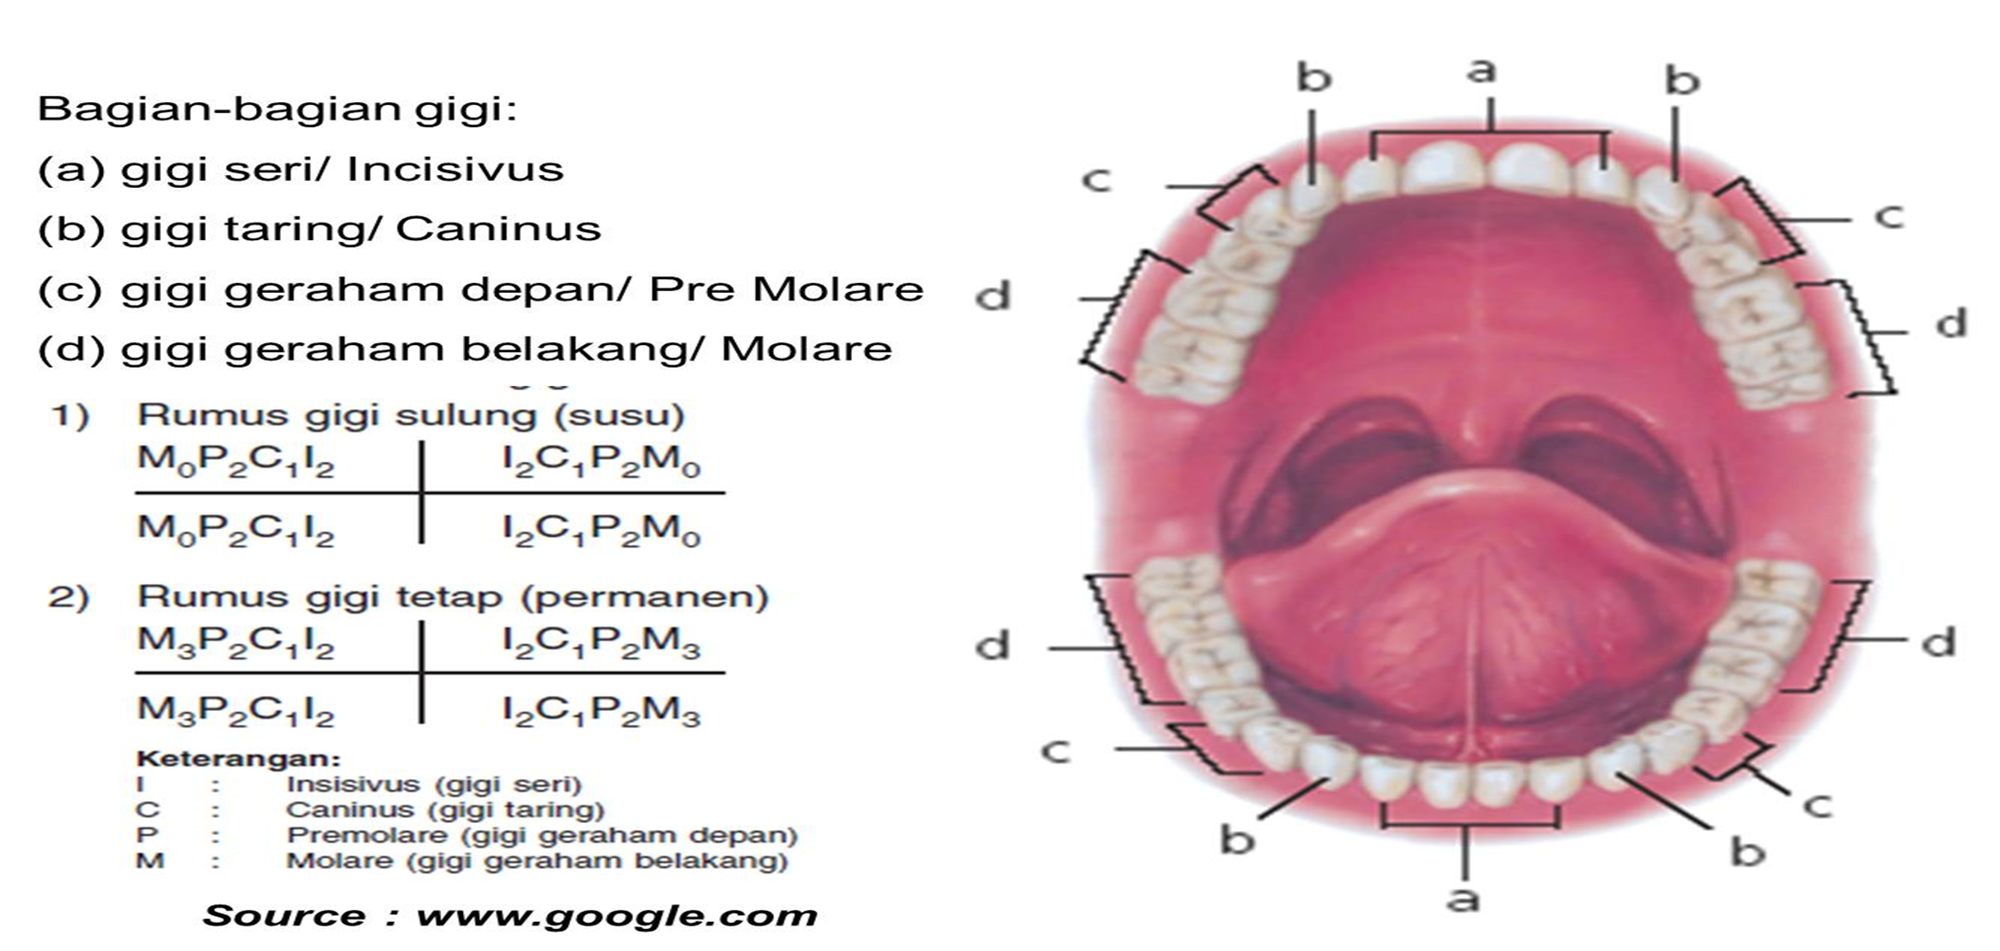 Bagian-bagian gigi:
(a) gigi seri/ Incisivus
(b) gigi taring/ Caninus
(c) gigi geraham depan/ Pre Molare
(d) gigi geraham belakang/ Molare
1) Rumus gigi sulung (susu)
M₀P₂C₁I₂ I₂C₁P₂M₀
M₀P₂C₁I₂ I₂C₁P₂M₀
2) Rumus gigi tetap (permanen)
M₃P₂C₁I₂ I₂C₁P₂M₃
M₃P₂C₁I₂ I₂C₁P₂M₃
Keterangan:
I : Insisivus (gigi seri)
C : Caninus (gigi taring)
P : Premolare (gigi geraham depan)
M : Molare (gigi geraham belakang)
Source : www.google.com
b a b
c c
d d
d d
c c
b b
a